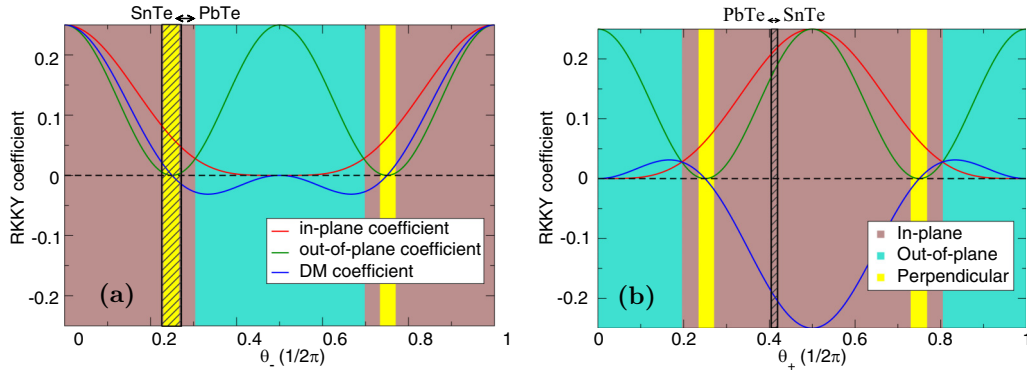 SnTe ↔ PbTe
RKKY coefficient
0.2
0.1
0
-0.1
-0.2
in-plane coefficient
out-of-plane coefficient
DM coefficient
(a)
0 0.2 0.4 0.6 0.8 1
θ_- (1/2π)
PbTe ↔ SnTe
RKKY coefficient
0.2
0.1
0
-0.1
-0.2
In-plane
Out-of-plane
Perpendicular
(b)
0 0.2 0.4 0.6 0.8 1
θ_+ (1/2π)